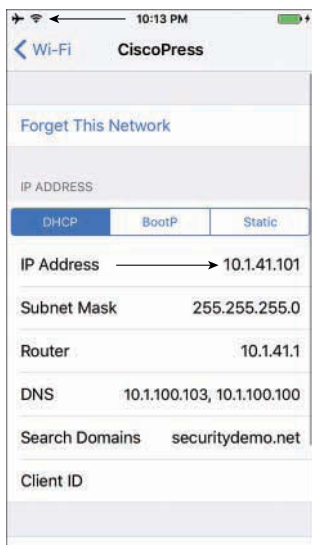 10:13 PM
Wi-Fi CiscoPress
Forget This Network
IP ADDRESS
DHCP BootP Static
IP Address 10.1.41.101
Subnet Mask 255.255.255.0
Router 10.1.41.1
DNS 10.1.100.103, 10.1.100.100
Search Domains securitydemo.net
Client ID